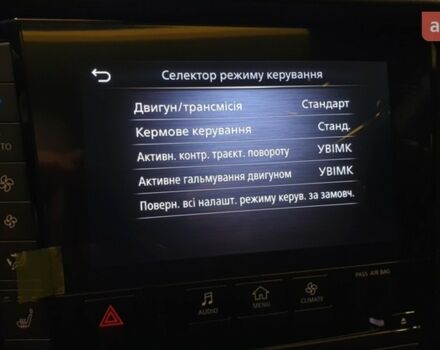 Селектор режиму керування
Двигун/трансмісія Стандарт
Кермове керування Станд.
Активн. контр. траєкт. повороту УВІМК
Активне гальмування двигуном УВІМК
Поверн. всі налашт. режиму керув. за замовч.
PASS AIR BAG
AUDIO
MENU
CLIMATE